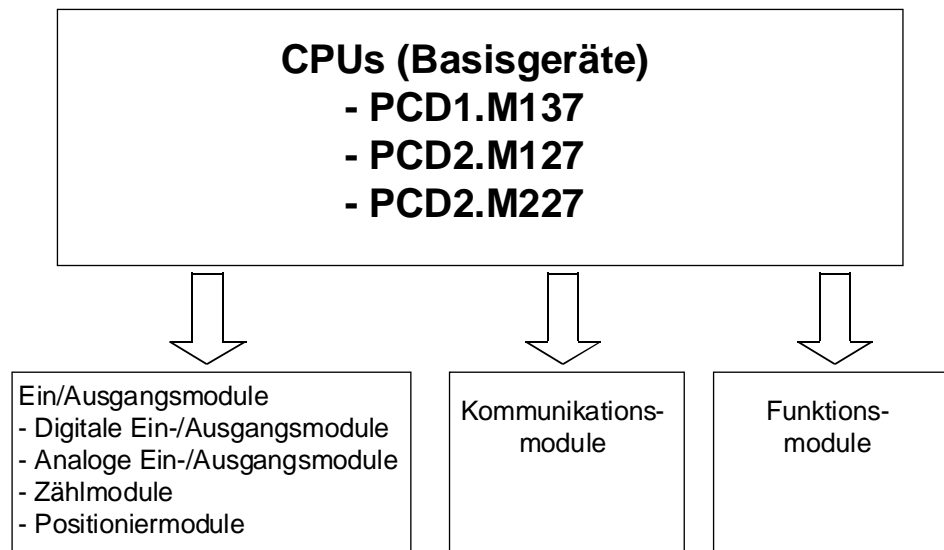 CPUs (Basisgeräte)
- PCD1.M137
- PCD2.M127
- PCD2.M227
Ein/Ausgangsmodule
- Digitale Ein-/Ausgangsmodule
- Analoge Ein-/Ausgangsmodule
- Zählmodule
- Positioniermodule
Kommunikations-
module
Funktions-
module